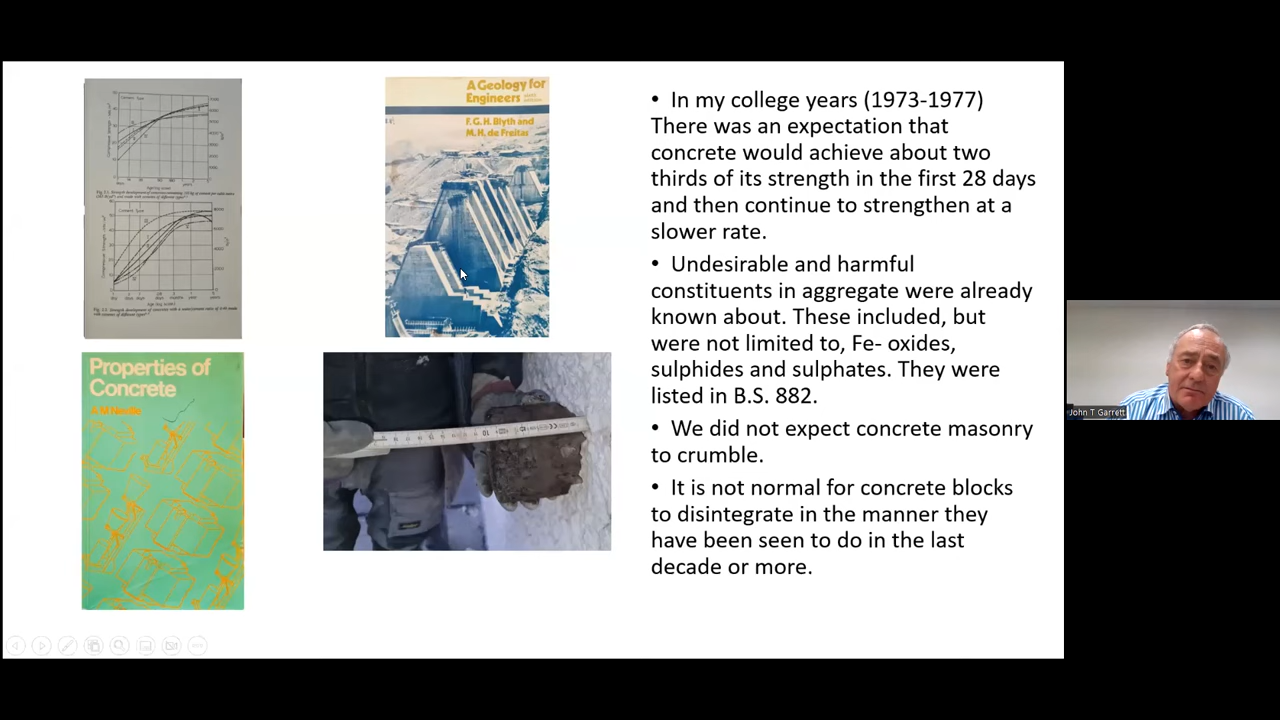 Cement Type
Cement Type
A Geology for
Engineers
F.G.H. Blyth and
M.H. de Freitas
Properties of
Concrete
A M Neville
10
• In my college years (1973-1977)
There was an expectation that
concrete would achieve about two
thirds of its strength in the first 28 days
and then continue to strengthen at a
slower rate.
• Undesirable and harmful
constituents in aggregate were already
known about. These included, but
were not limited to, Fe- oxides,
sulphides and sulphates. They were
listed in B.S. 882.
• We did not expect concrete masonry
to crumble.
• It is not normal for concrete blocks
to disintegrate in the manner they
have been seen to do in the last
decade or more.
John T Garrett